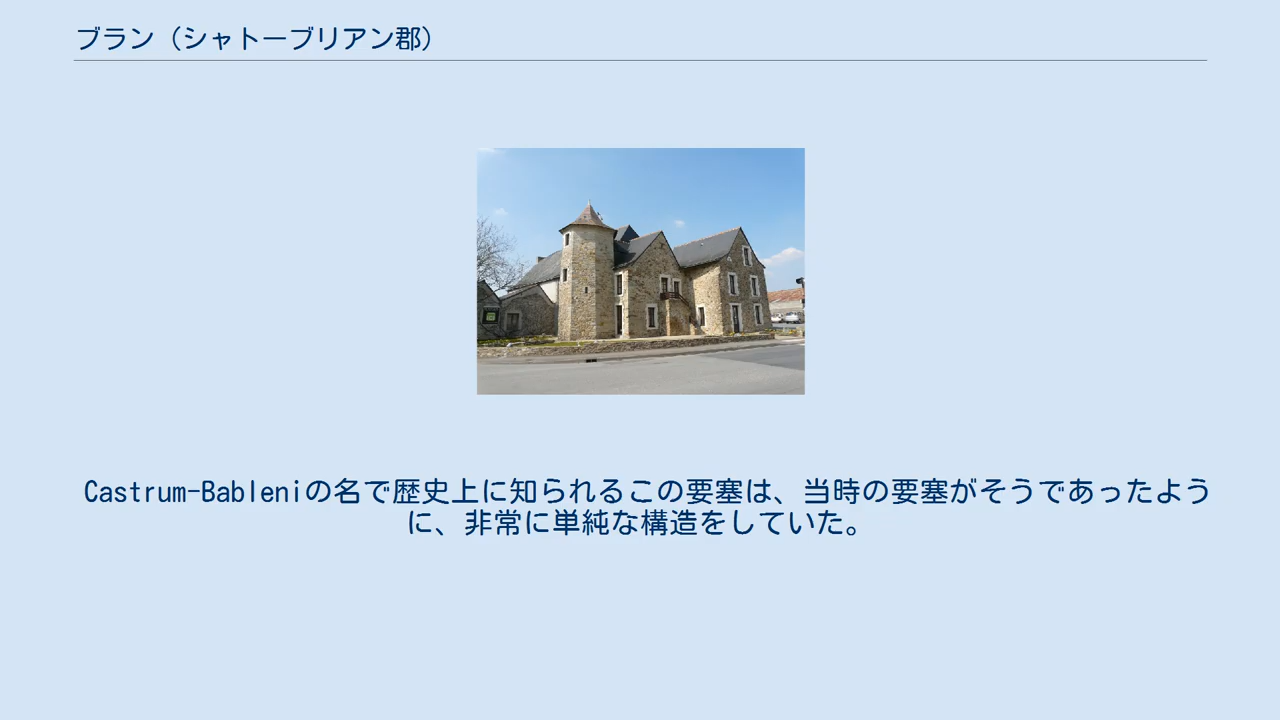 ブラン（シャトーブリアン郡）
Castrum-Bableniの名で歴史上に知られるこの要塞は、当時の要塞がそうであったよう
に、非常に単純な構造をしていた。